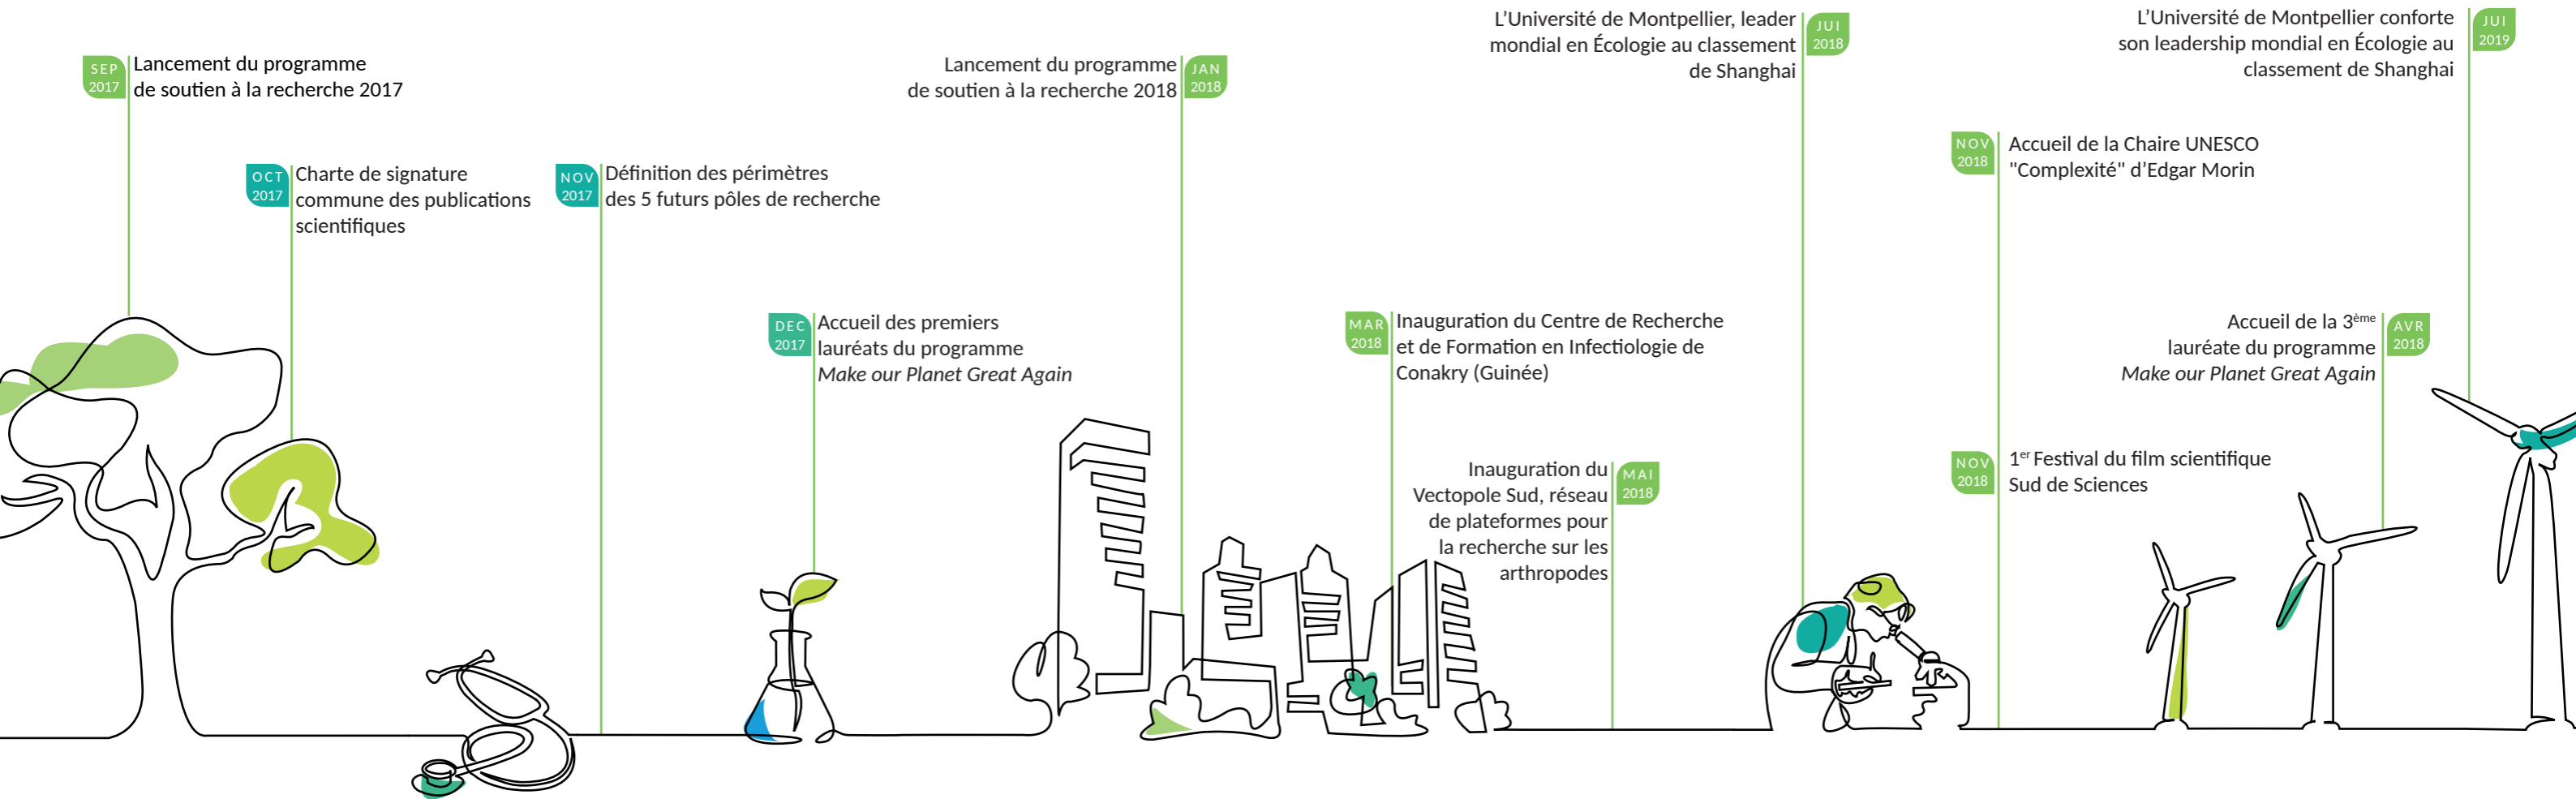 SEP
2017
Lancement du programme
de soutien à la recherche 2017
OCT
2017
Charte de signature
commune des publications
scientifiques
NOV
2017
Définition des périmètres
des 5 futurs pôles de recherche
DEC
2017
Accueil des premiers
lauréats du programme
Make our Planet Great Again
Lancement du programme
de soutien à la recherche 2018
JAN
2018
MAR
2018
Inauguration du Centre de Recherche
et de Formation en Infectiologie de
Conakry (Guinée)
Inauguration du
Vectopole Sud, réseau
de plateformes pour
la recherche sur les
arthropodes
MAI
2018
L'Université de Montpellier, leader
mondial en Écologie au classement
de Shanghai
JUI
2018
NOV
2018
Accueil de la Chaire UNESCO
"Complexité" d'Edgar Morin
NOV
2018
1er Festival du film scientifique
Sud de Sciences
Accueil de la 3ème
lauréate du programme
Make our Planet Great Again
AVR
2018
L'Université de Montpellier conforte
son leadership mondial en Écologie au
classement de Shanghai
JUI
2019